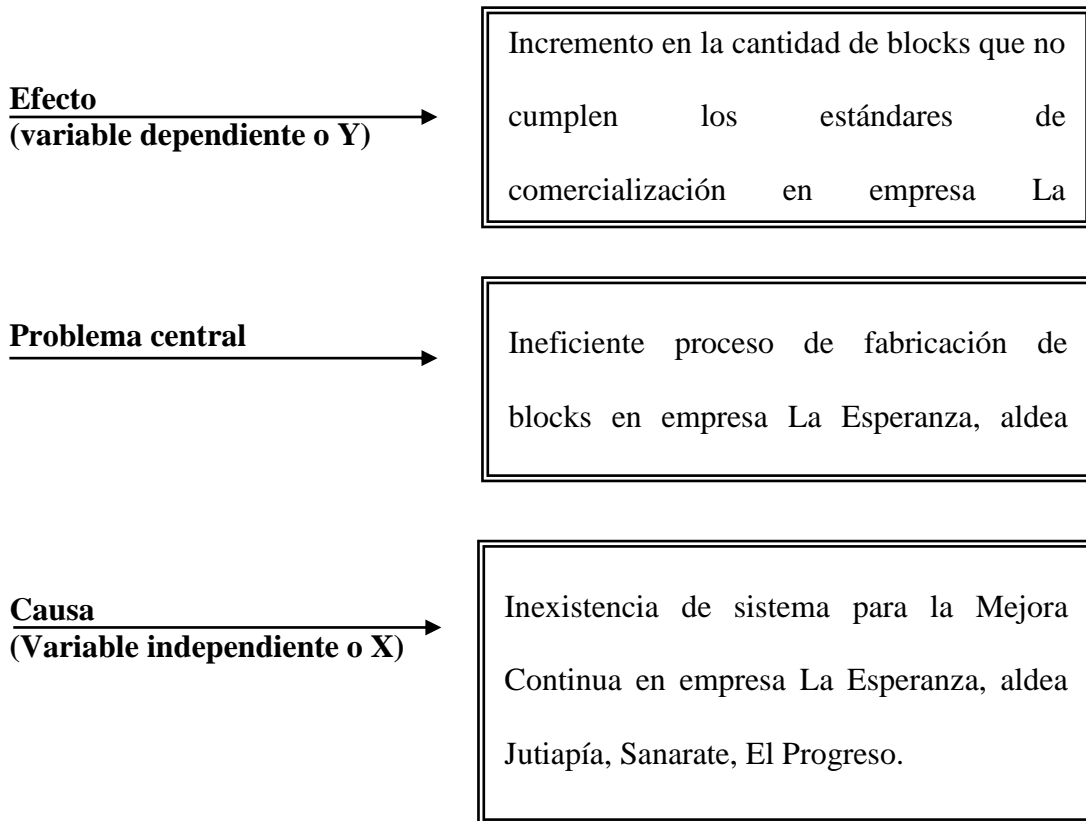 Efecto
(variable dependiente o Y)
Incremento en la cantidad de blocks que no
cumplen los estándares de
comercialización en empresa La
Problema central
Ineficiente proceso de fabricación de
blocks en empresa La Esperanza, aldea
Causa
(Variable independiente o X)
Inexistencia de sistema para la Mejora
Continua en empresa La Esperanza, aldea
Jutiapía, Sanarate, El Progreso.